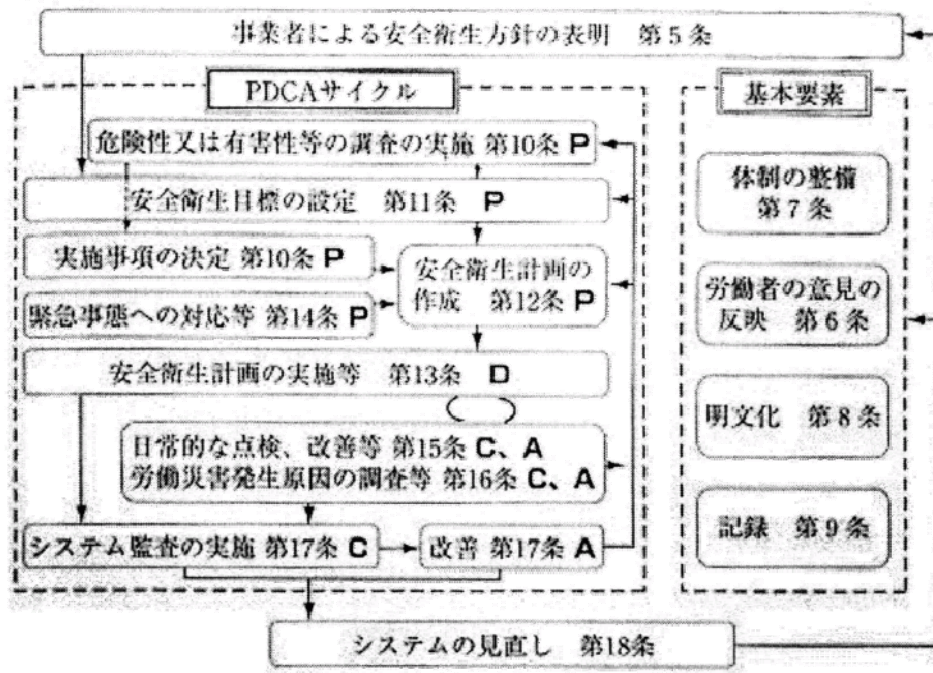 事業者による安全衛生方針の表明　第5条
PDCAサイクル
危険性又は有害性等の調査の実施 第10条 P
安全衛生目標の設定　第11条　P
実施事項の決定 第10条 P
緊急事態への対応等 第14条 P
安全衛生計画の
作成　第12条 P
安全衛生計画の実施等　第13条　D
日常的な点検、改善等 第15条 C、A
労働災害発生原因の調査等 第16条 C、A
システム監査の実施 第17条 C
改善 第17条 A
基本要素
体制の整備
第7条
労働者の意見の
反映　第6条
明文化　第8条
記録　第9条
システムの見直し　第18条